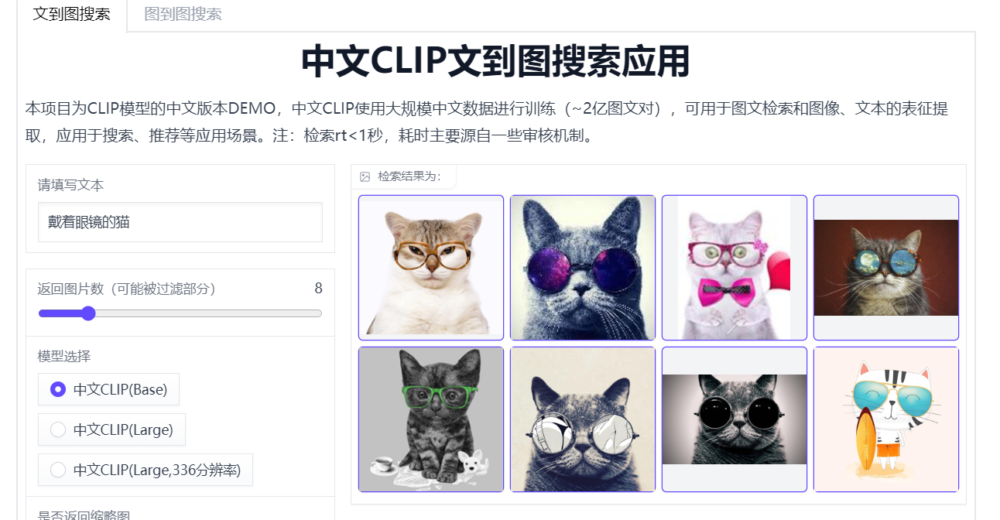 文到图搜索
图到图搜索
中文CLIP文到图搜索应用
本项目为CLIP模型的中文版本DEMO，中文CLIP使用大规模中文数据进行训练（~2亿图文对），可用于图文检索和图像、文本的表征提
取，应用于搜索、推荐等应用场景。注：检索rt<1秒，耗时主要源自一些审核机制。
请填写文本
戴着眼镜的猫
返回图片数（可能被过滤部分）
8
模型选择
中文CLIP(Base)
中文CLIP(Large)
中文CLIP(Large,336分辨率)
是否返回缩略图
检索结果为：